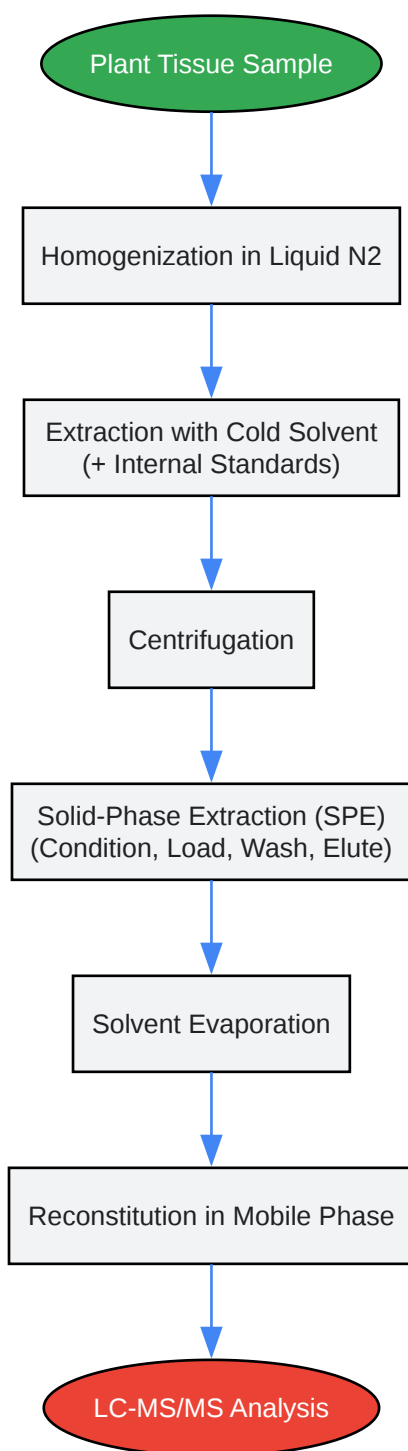 Plant Tissue Sample
Homogenization in Liquid N2
Extraction with Cold Solvent
(+ Internal Standards)
Centrifugation
Solid-Phase Extraction (SPE)
(Condition, Load, Wash, Elute)
Solvent Evaporation
Reconstitution in Mobile Phase
LC-MS/MS Analysis